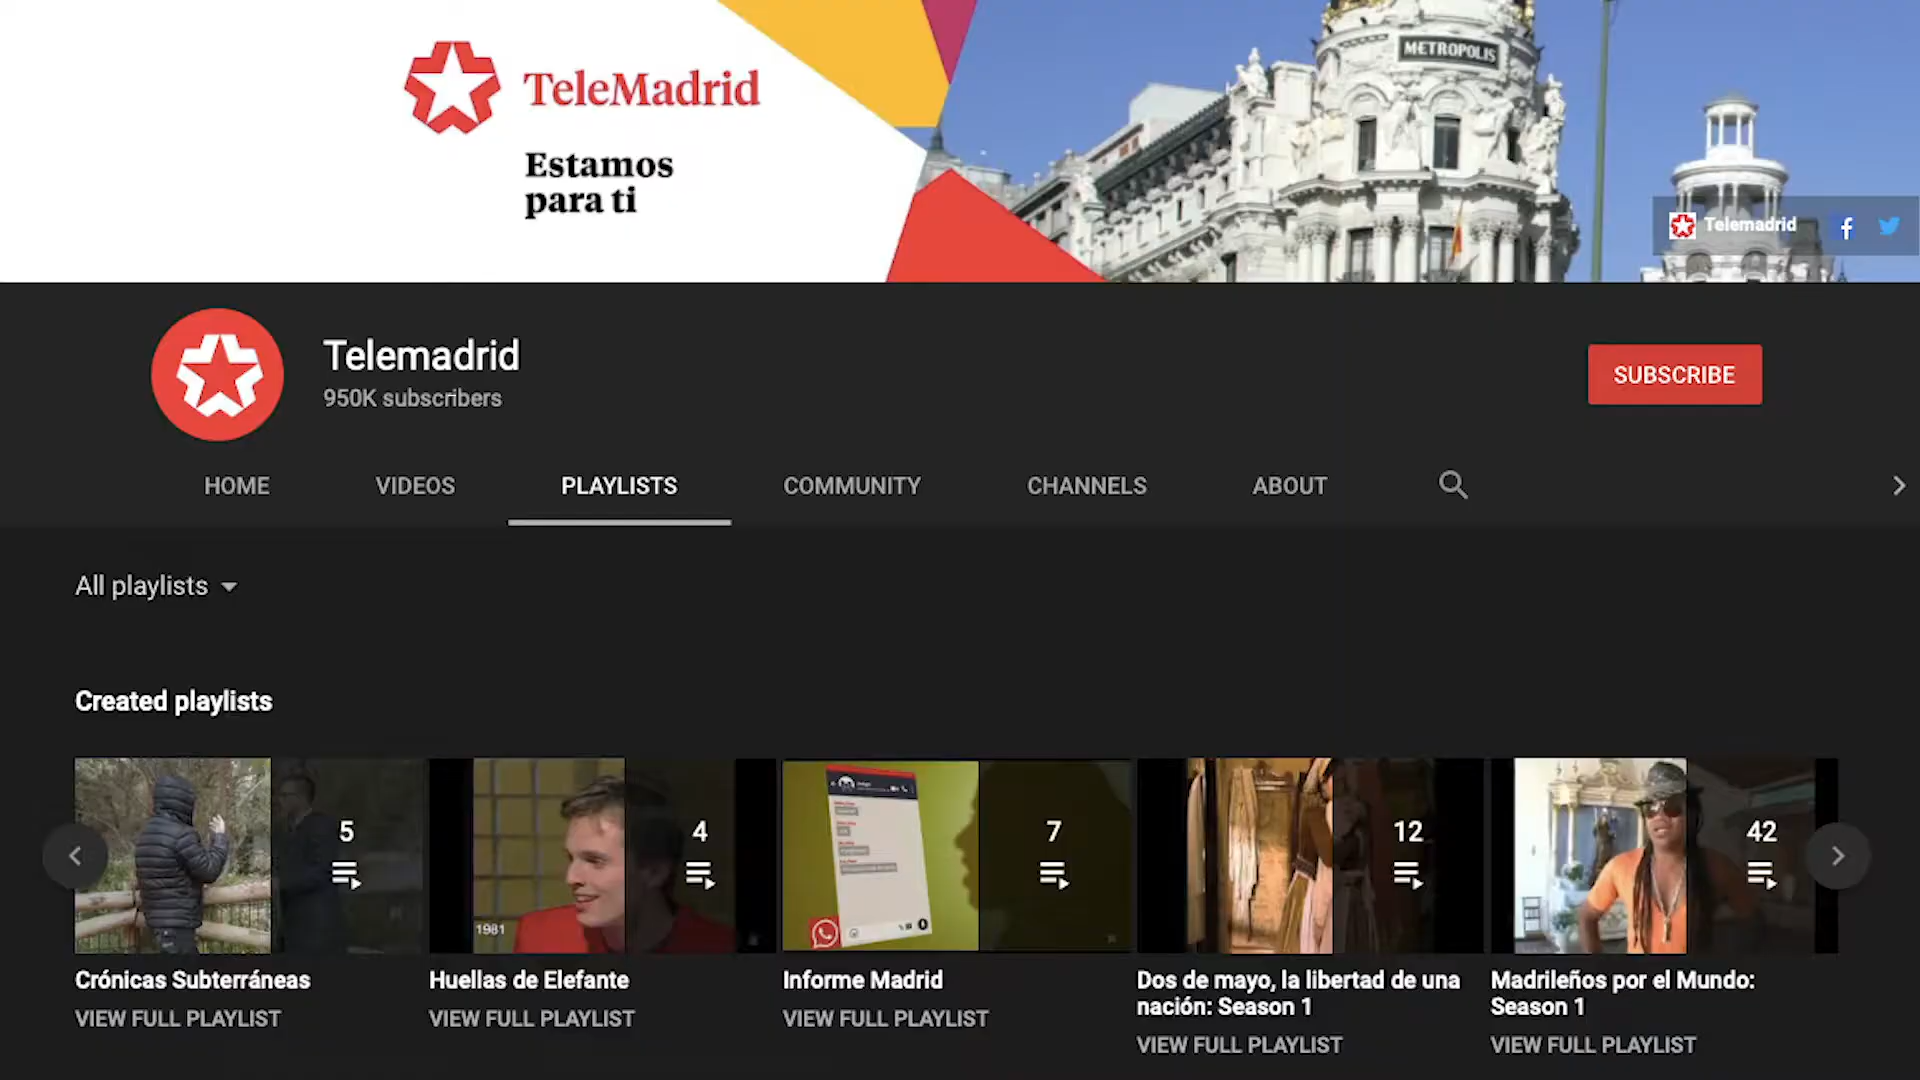 TeleMadrid
Estamos
para ti
METROPOLIS
Telemadrid
Telemadrid
950K subscribers
SUBSCRIBE
HOME VIDEOS PLAYLISTS COMMUNITY CHANNELS ABOUT
All playlists
Created playlists
5 4 7 12 42
1981
Crónicas Subterráneas
VIEW FULL PLAYLIST
Huellas de Elefante
VIEW FULL PLAYLIST
Informe Madrid
VIEW FULL PLAYLIST
Dos de mayo, la libertad de una
nación: Season 1
VIEW FULL PLAYLIST
Madrileños por el Mundo:
Season 1
VIEW FULL PLAYLIST